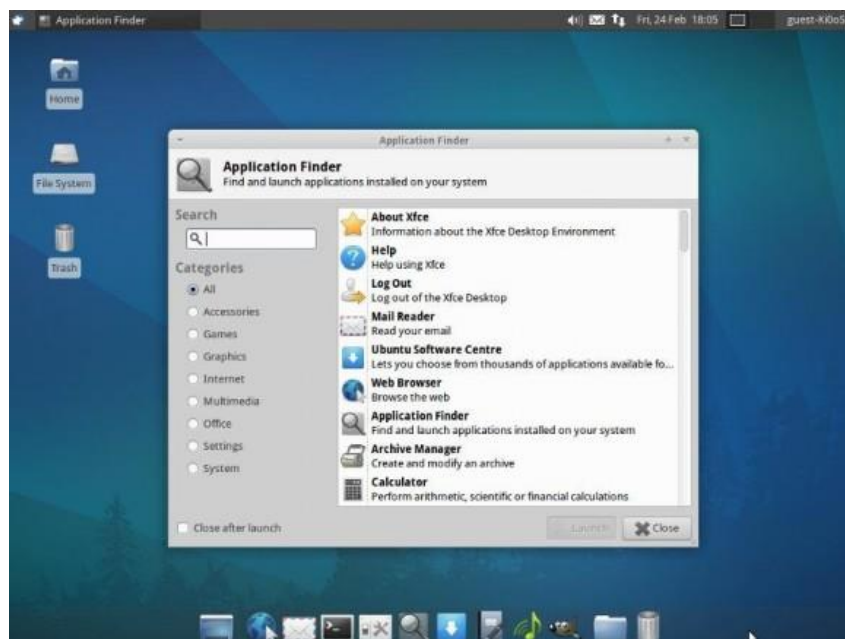 Application Finder
Fri, 24 Feb 18:05
guest-Ki0oS
Home
File System
Trash
Application Finder
Application Finder
Find and launch applications installed on your system
Search
Categories
All
Accessories
Games
Graphics
Internet
Multimedia
Office
Settings
System
About Xfce
Information about the Xfce Desktop Environment
Help
Help using Xfce
Log Out
Log out of the Xfce Desktop
Mail Reader
Read your email
Ubuntu Software Centre
Lets you choose from thousands of applications available fo...
Web Browser
Browse the web
Application Finder
Find and launch applications installed on your system
Archive Manager
Create and modify an archive
Calculator
Perform arithmetic, scientific or financial calculations
Close after launch
Launch
Close